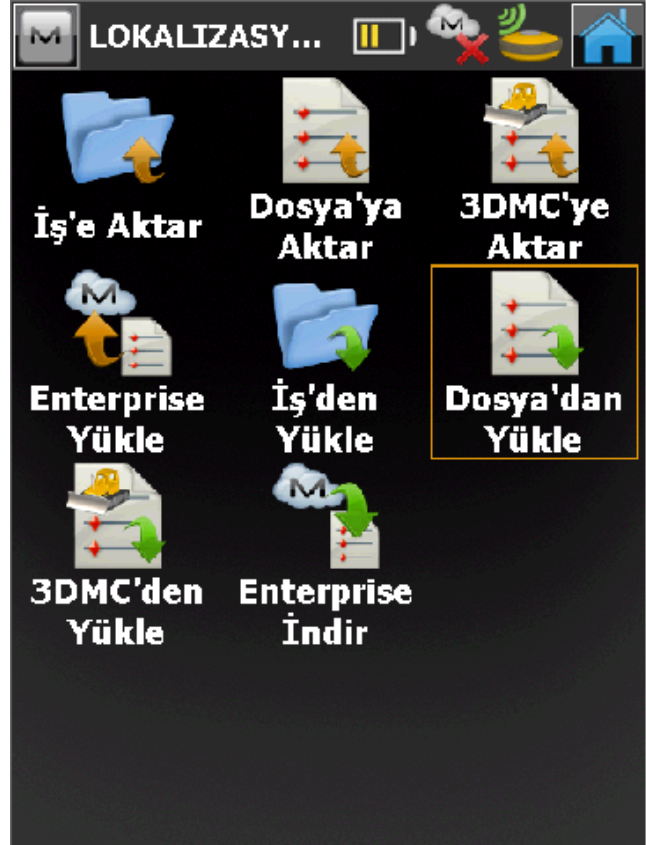 LOKALIZASY...
İş'e Aktar
Dosya'ya
Aktar
3DMC'ye
Aktar
Enterprise
Yükle
İş'den
Yükle
Dosya'dan
Yükle
3DMC'den
Yükle
Enterprise
İndir